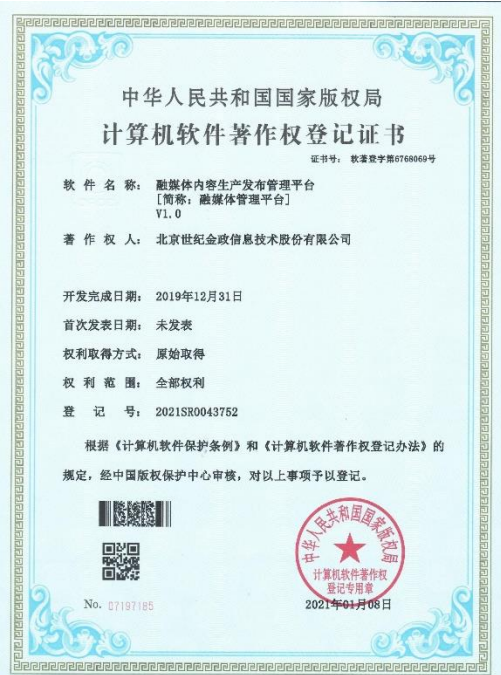 中华人民共和国国家版权局
计算机软件著作权登记证书
证书号： 软著登字第6768069号
软件名称： 融媒体内容生产发布管理平台
[简称：融媒体管理平台]
V1.0
著作权人： 北京世纪金政信息技术股份有限公司
开发完成日期： 2019年12月31日
首次发表日期： 未发表
权利取得方式： 原始取得
权利范围： 全部权利
登记号： 2021SR0043752
根据《计算机软件保护条例》和《计算机软件著作权登记办法》的
规定，经中国版权保护中心审核，对以上事项予以登记。
中华人民共和国国家版权局
计算机软件著作权
登记专用章
No. 07197185
2021年01月08日